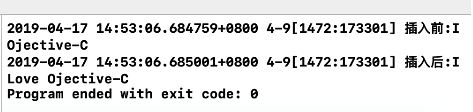 2019-04-17 14:53:06.684759+0800 4-9[1472:173301] 插入前:I
Ojective-C
2019-04-17 14:53:06.685001+0800 4-9[1472:173301] 插入后:I
Love Ojective-C
Program ended with exit code: 0